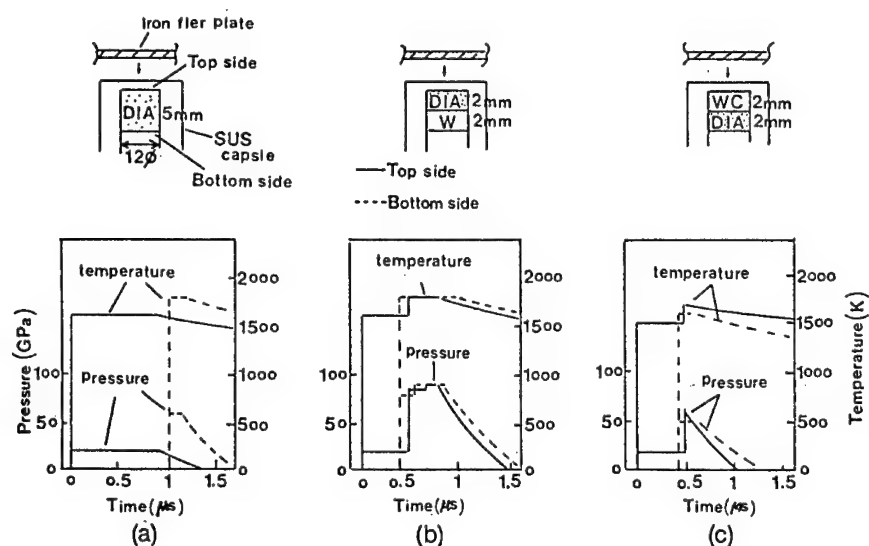 Iron fler plate
Top side
DIA 5mm
SUS
capsle
12ϕ
Bottom side
DIA 2mm
W 2mm
WC 2mm
DIA 2mm
Top side
Bottom side
temperature
Pressure
Pressure(GPa)
100
50
0
2000
1500
1000
500
0
0 0.5 1 1.5
Time(μs)
(a)
temperature
pressure
100
50
0
2000
1500
1000
500
0
0 0.5 1 1.5
Time(μs)
(b)
temperature
pressure
100
50
0
2000
1500
1000
500
0
Temperature(K)
0 0.5 1 1.5
Time(μs)
(c)